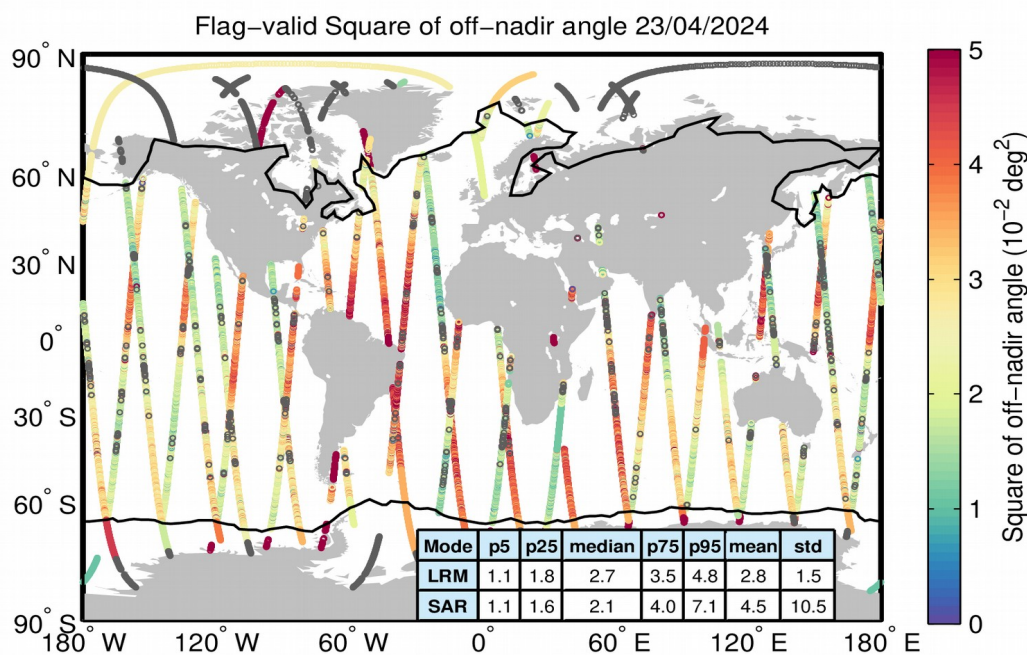 Flag−valid Square of off−nadir angle 23/04/2024
90° N
60° N
30° N
0°
30° S
60° S
90° S
180° W
120° W
60° W
0°
60° E
120° E
180° E
Mode p5 p25 median p75 p95 mean std
LRM 1.1 1.8 2.7 3.5 4.8 2.8 1.5
SAR 1.1 1.6 2.1 4.0 7.1 4.5 10.5
5
4
3
2
1
0
Square of off−nadir angle (10⁻² deg²)